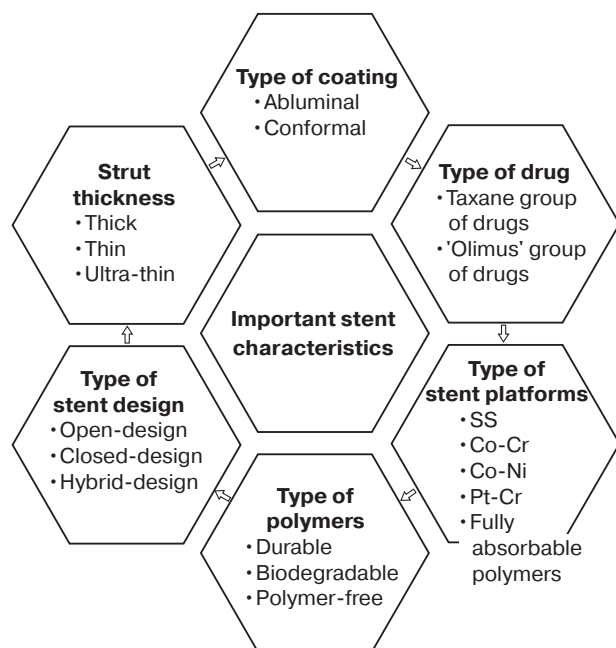 Type of coating
• Abluminal
• Conformal
Type of drug
• Taxane group
of drugs
• 'Olimus' group
of drugs
Type of
stent platforms
• SS
• Co-Cr
• Co-Ni
• Pt-Cr
• Fully
absorbable
polymers
Type of
polymers
• Durable
• Biodegradable
• Polymer-free
Type of
stent design
• Open-design
• Closed-design
• Hybrid-design
Strut
thickness
• Thick
• Thin
• Ultra-thin
Important stent
characteristics